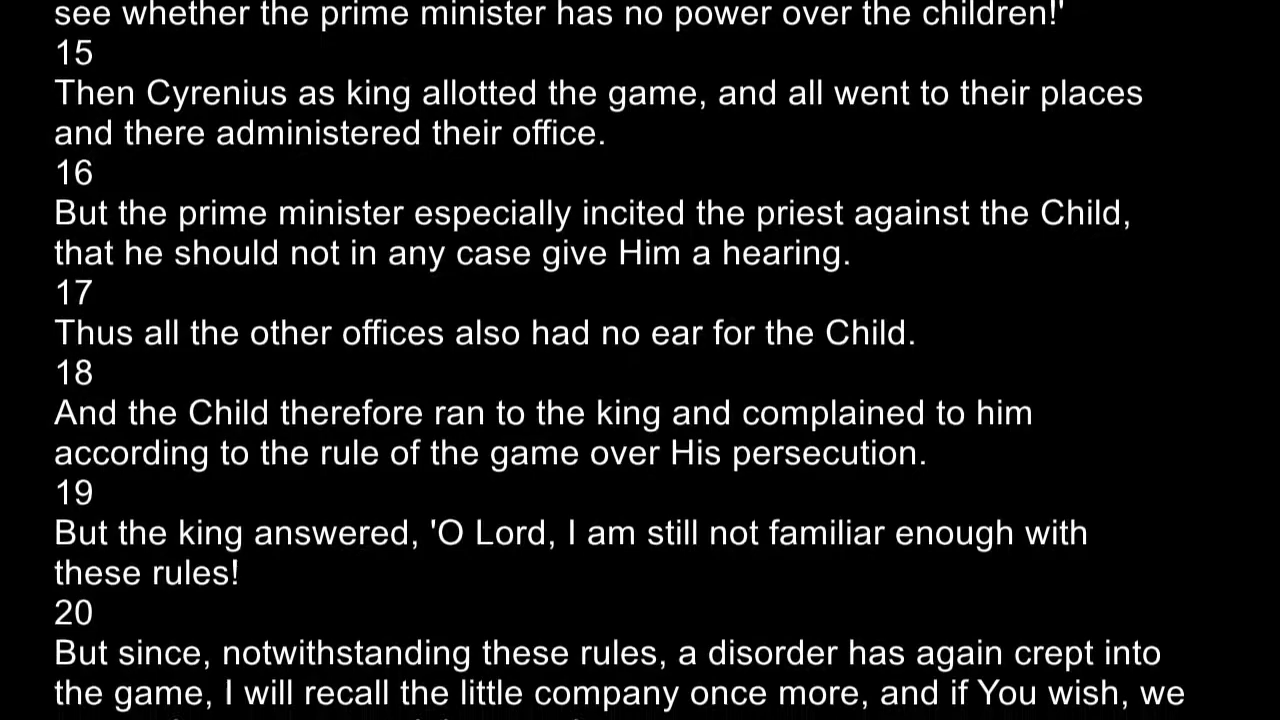 see whether the prime minister has no power over the children!'
15
Then Cyrenius as king allotted the game, and all went to their places
and there administered their office.
16
But the prime minister especially incited the priest against the Child,
that he should not in any case give Him a hearing.
17
Thus all the other offices also had no ear for the Child.
18
And the Child therefore ran to the king and complained to him
according to the rule of the game over His persecution.
19
But the king answered, 'O Lord, I am still not familiar enough with
these rules!
20
But since, notwithstanding these rules, a disorder has again crept into
the game, I will recall the little company once more, and if You wish, we